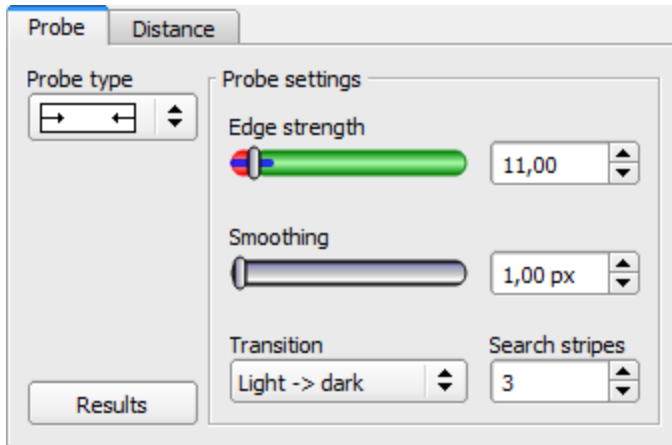 Probe
Distance
Probe type
Probe settings
Edge strength
11,00
Smoothing
1,00 px
Transition
Search stripes
Light -> dark
3
Results